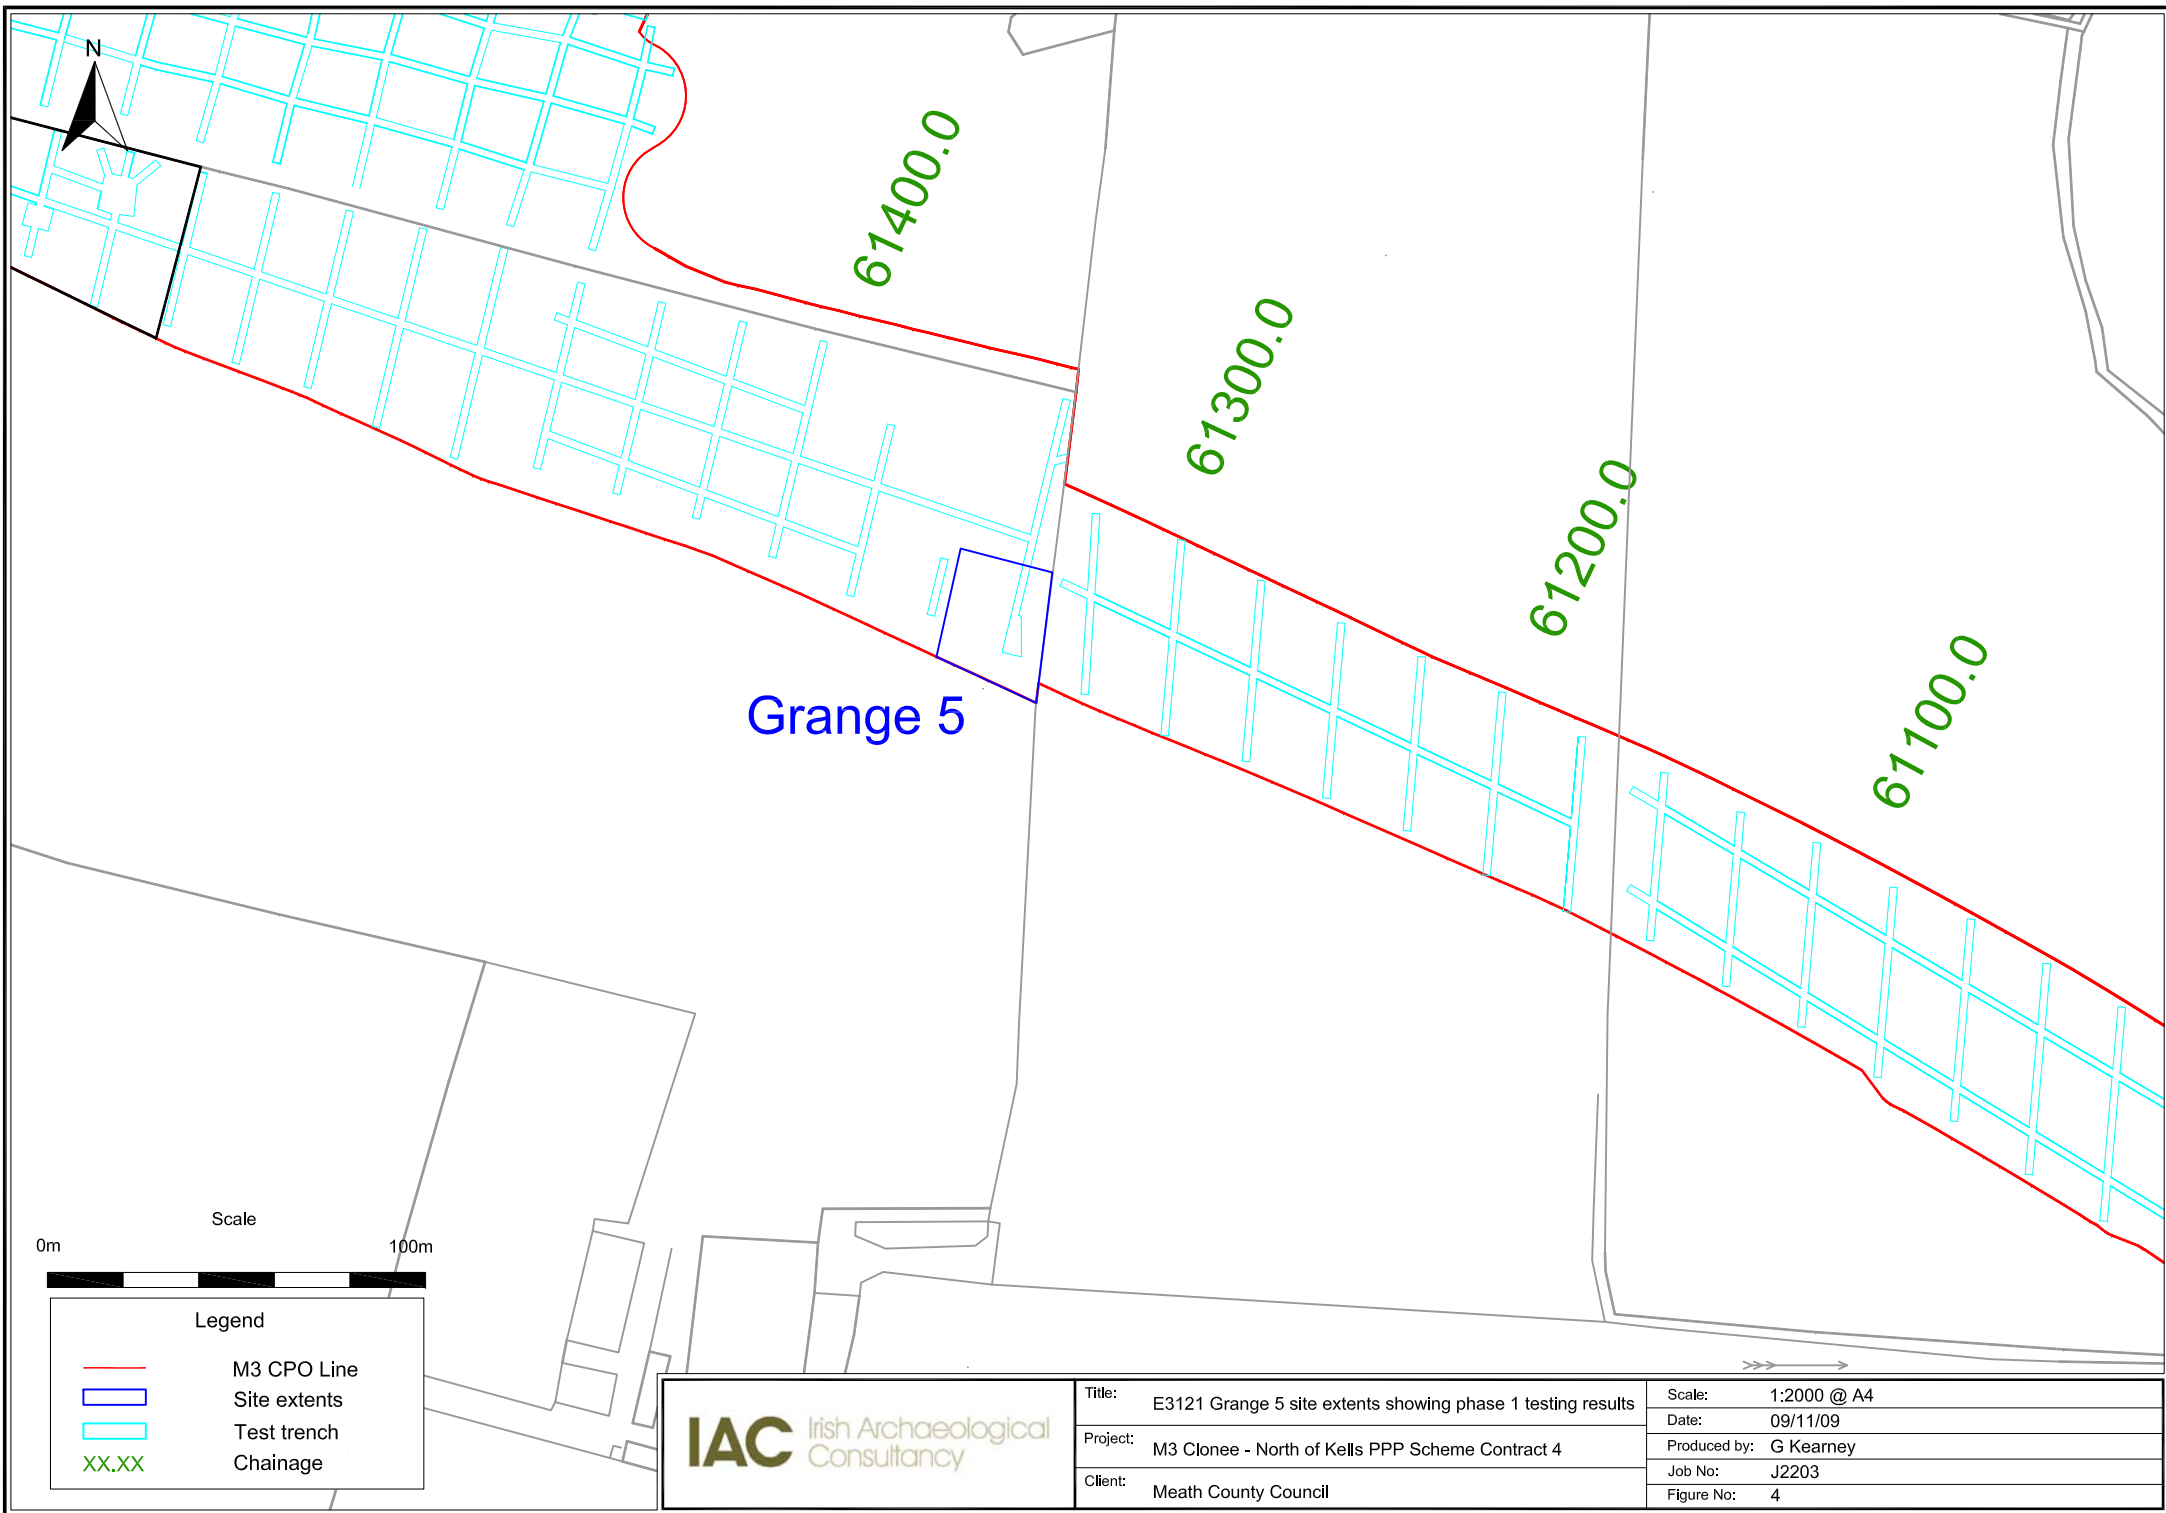 N
61400.0
61300.0
61200.0
61100.0
Grange 5
Scale
0m 100m
Legend
M3 CPO Line
Site extents
Test trench
XX.XX Chainage
IAC Irish Archaeological Consultancy
Title: E3121 Grange 5 site extents showing phase 1 testing results
Project: M3 Clonee - North of Kells PPP Scheme Contract 4
Client: Meath County Council
Scale: 1:2000 @ A4
Date: 09/11/09
Produced by: G Kearney
Job No: J2203
Figure No: 4